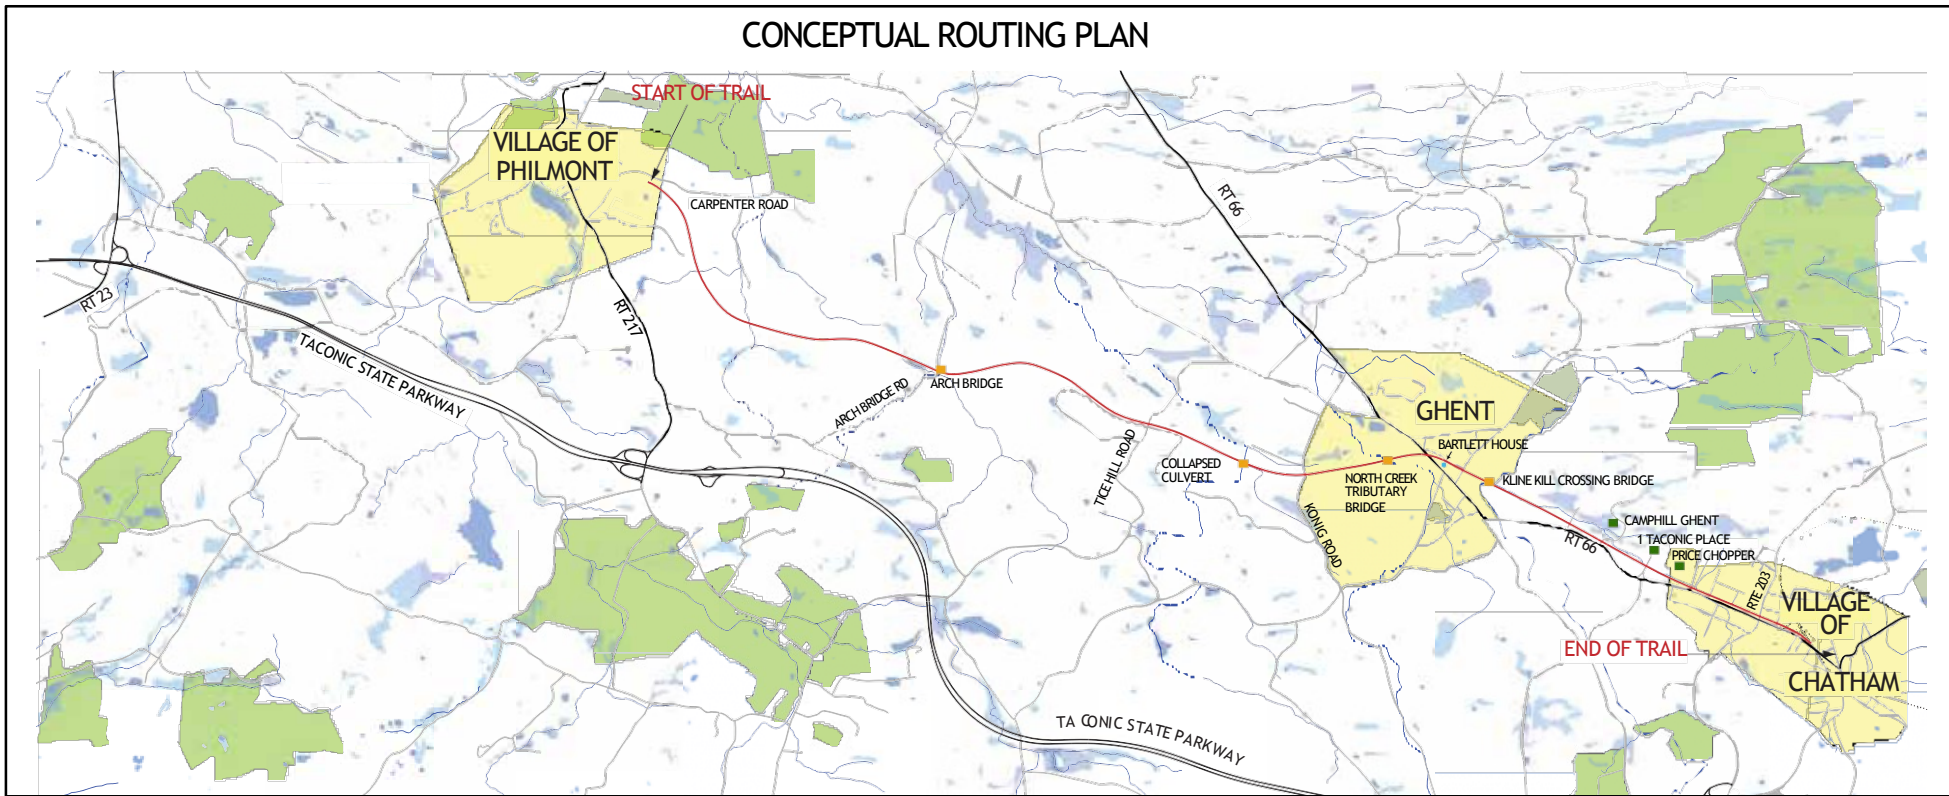 CONCEPTUAL ROUTING PLAN
START OF TRAIL
VILLAGE OF
PHILMONT
CARPENTER ROAD
RT 66
RT 23
RT 217
TACONIC STATE PARKWAY
ARCH BRIDGE RD
ARCH BRIDGE
GHENT
BARTLETT HOUSE
TICE HILL ROAD
COLLAPSED
CULVERT
NORTH CREEK
TRIBUTARY
BRIDGE
KLINE KILL CROSSING BRIDGE
KONIG ROAD
CAMPHILL GHENT
RT 66
1 TACONIC PLACE
PRICE CHOPPER
RTE 203
VILLAGE
OF
CHATHAM
END OF TRAIL
TA CONIC STATE PARKWAY